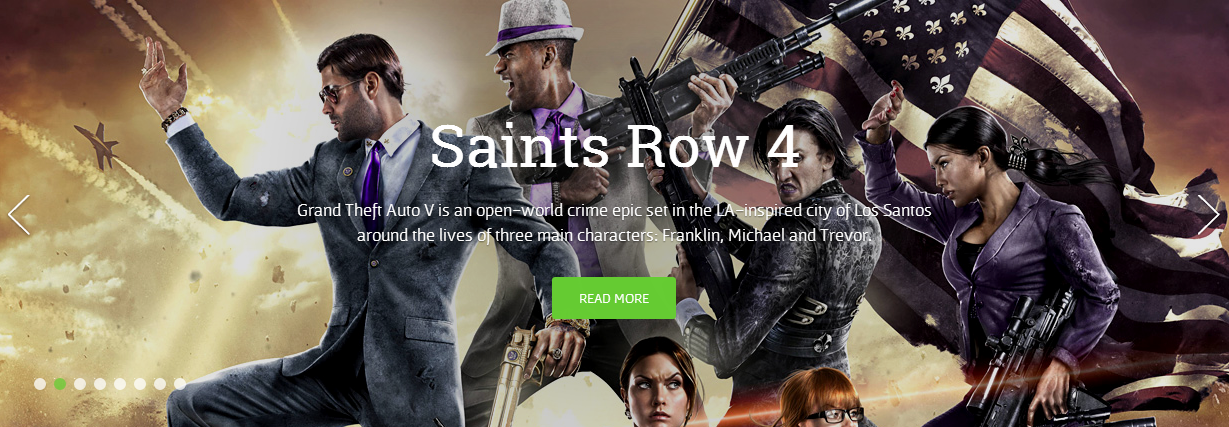 Saints Row 4
Grand Theft Auto V is an open-world crime epic set in the LA-inspired city of Los Santos
around the lives of three main characters: Franklin, Michael and Trevor.
READ MORE